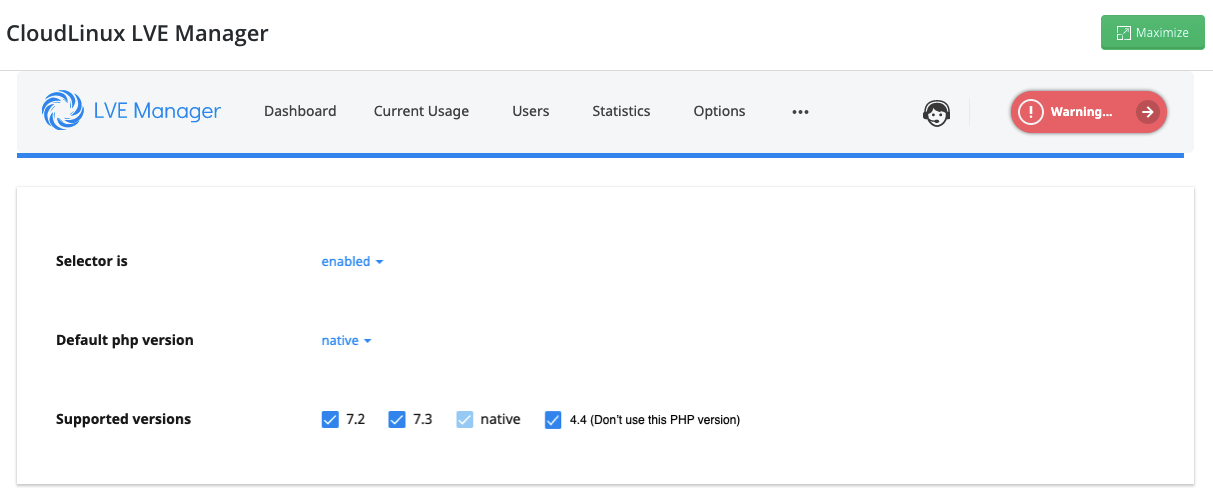 CloudLinux LVE Manager
Maximize
LVE Manager Dashboard Current Usage Users Statistics Options ••• Warning...
Selector is enabled
Default php version native
Supported versions 7.2 7.3 native 4.4 (Don't use this PHP version)